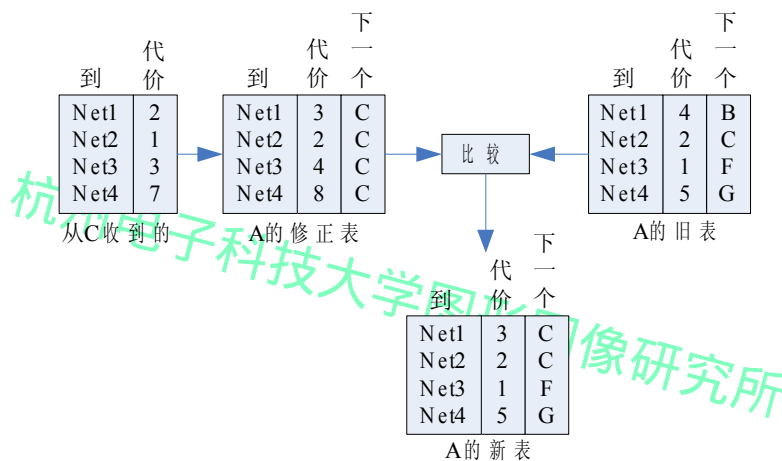 到 代价
Net1 2
Net2 1
Net3 3
Net4 7
从C收到的
到 代价 下一个
Net1 3 C
Net2 2 C
Net3 4 C
Net4 8 C
A的修正表
比较
到 代价 下一个
Net1 4 B
Net2 2 C
Net3 1 F
Net4 5 G
A的旧表
到 代价 下一个
Net1 3 C
Net2 2 C
Net3 1 F
Net4 5 G
A的新表
杭州电子科技大学图形图像研究所